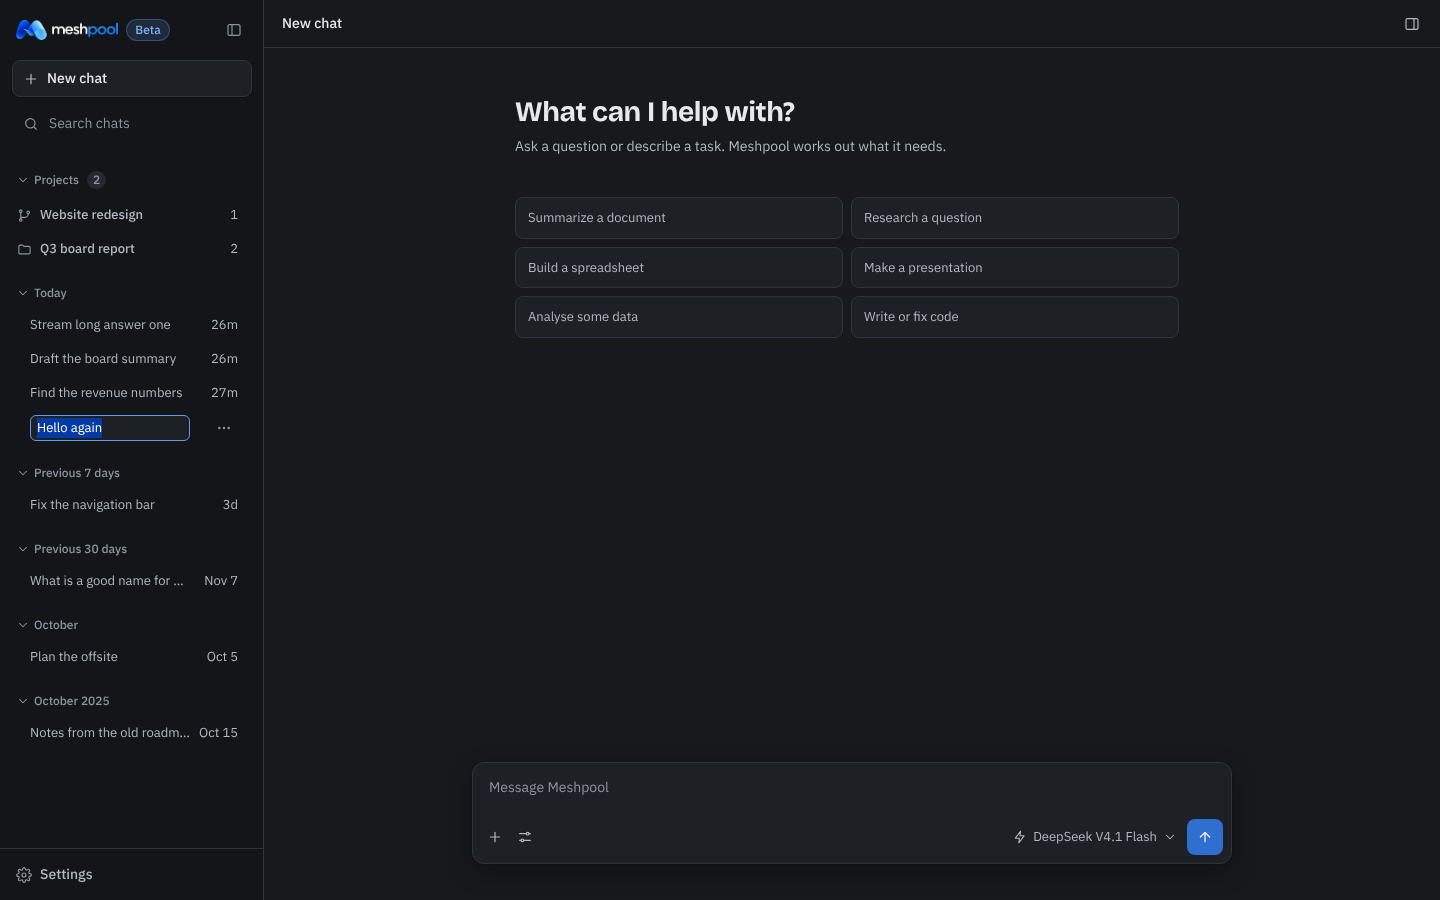 meshpool Beta
New chat
Search chats
Projects 2
Website redesign 1
Q3 board report 2
Today
Stream long answer one 26m
Draft the board summary 26m
Find the revenue numbers 27m
Hello again ...
Previous 7 days
Fix the navigation bar 3d
Previous 30 days
What is a good name for ... Nov 7
October
Plan the offsite Oct 5
October 2025
Notes from the old roadm... Oct 15
Settings
New chat
What can I help with?
Ask a question or describe a task. Meshpool works out what it needs.
Summarize a document
Research a question
Build a spreadsheet
Make a presentation
Analyse some data
Write or fix code
Message Meshpool
DeepSeek V4.1 Flash